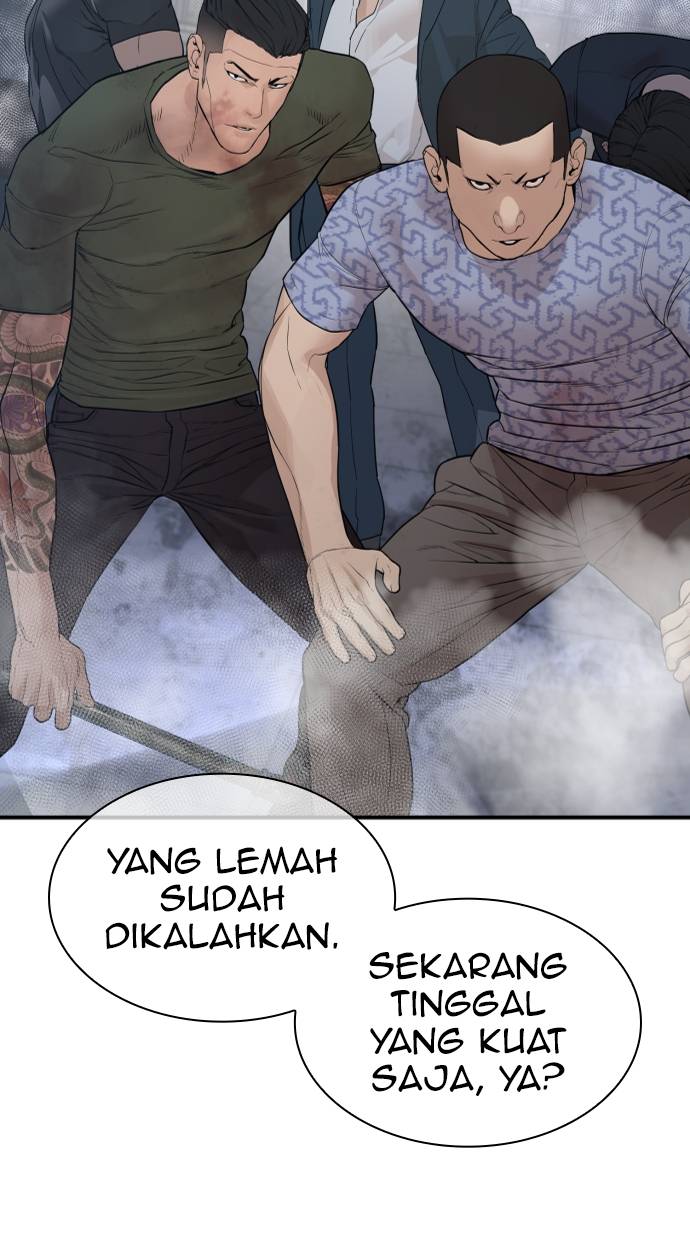 YANG LEMAH
SUDAH
DIKALAHKAN.
SEKARANG
TINGGAL
YANG KUAT
SAJA, YA?